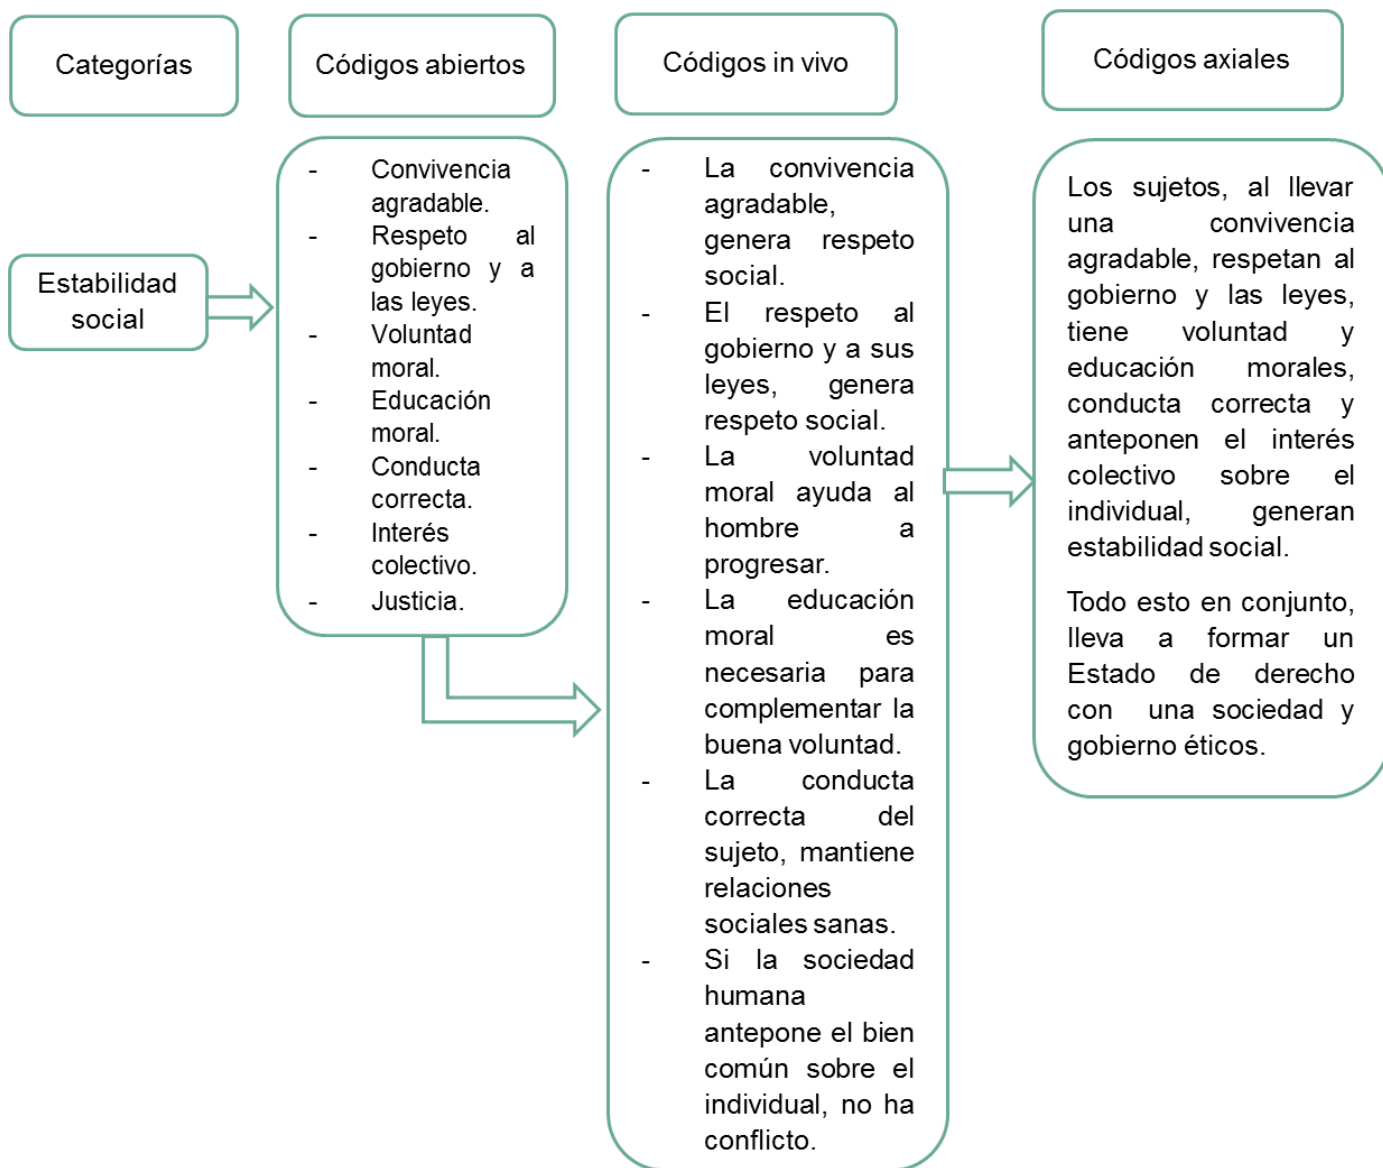 Categorías
Códigos abiertos
Códigos in vivo
Códigos axiales
Estabilidad
social
- Convivencia
agradable.
- Respeto al
gobierno y a
las leyes.
- Voluntad
moral.
- Educación
moral.
- Conducta
correcta.
- Interés
colectivo.
- Justicia.
- La convivencia
agradable,
genera respeto
social.
- El respeto al
gobierno y a sus
leyes, genera
respeto social.
- La voluntad
moral ayuda al
hombre a
progresar.
- La educación
moral es
necesaria para
complementar la
buena voluntad.
- La conducta
correcta del
sujeto, mantiene
relaciones
sociales sanas.
- Si la sociedad
humana
antepone el bien
común sobre el
individual, no ha
conflicto.
Los sujetos, al llevar
una convivencia
agradable, respetan al
gobierno y las leyes,
tiene voluntad y
educación morales,
conducta correcta y
anteponen el interés
colectivo sobre el
individual, generan
estabilidad social.
Todo esto en conjunto,
lleva a formar un
Estado de derecho
con una sociedad y
gobierno éticos.